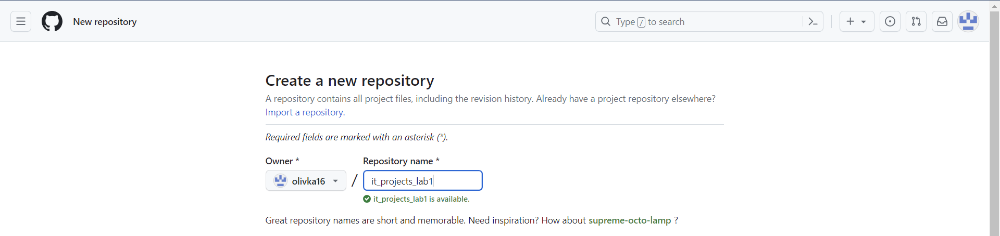 New repository
Type / to search
Create a new repository
A repository contains all project files, including the revision history. Already have a project repository elsewhere?
Import a repository.
Required fields are marked with an asterisk (*).
Owner * Repository name *
olivka16 / it_projects_lab1
it_projects_lab1 is available.
Great repository names are short and memorable. Need inspiration? How about supreme-octo-lamp ?